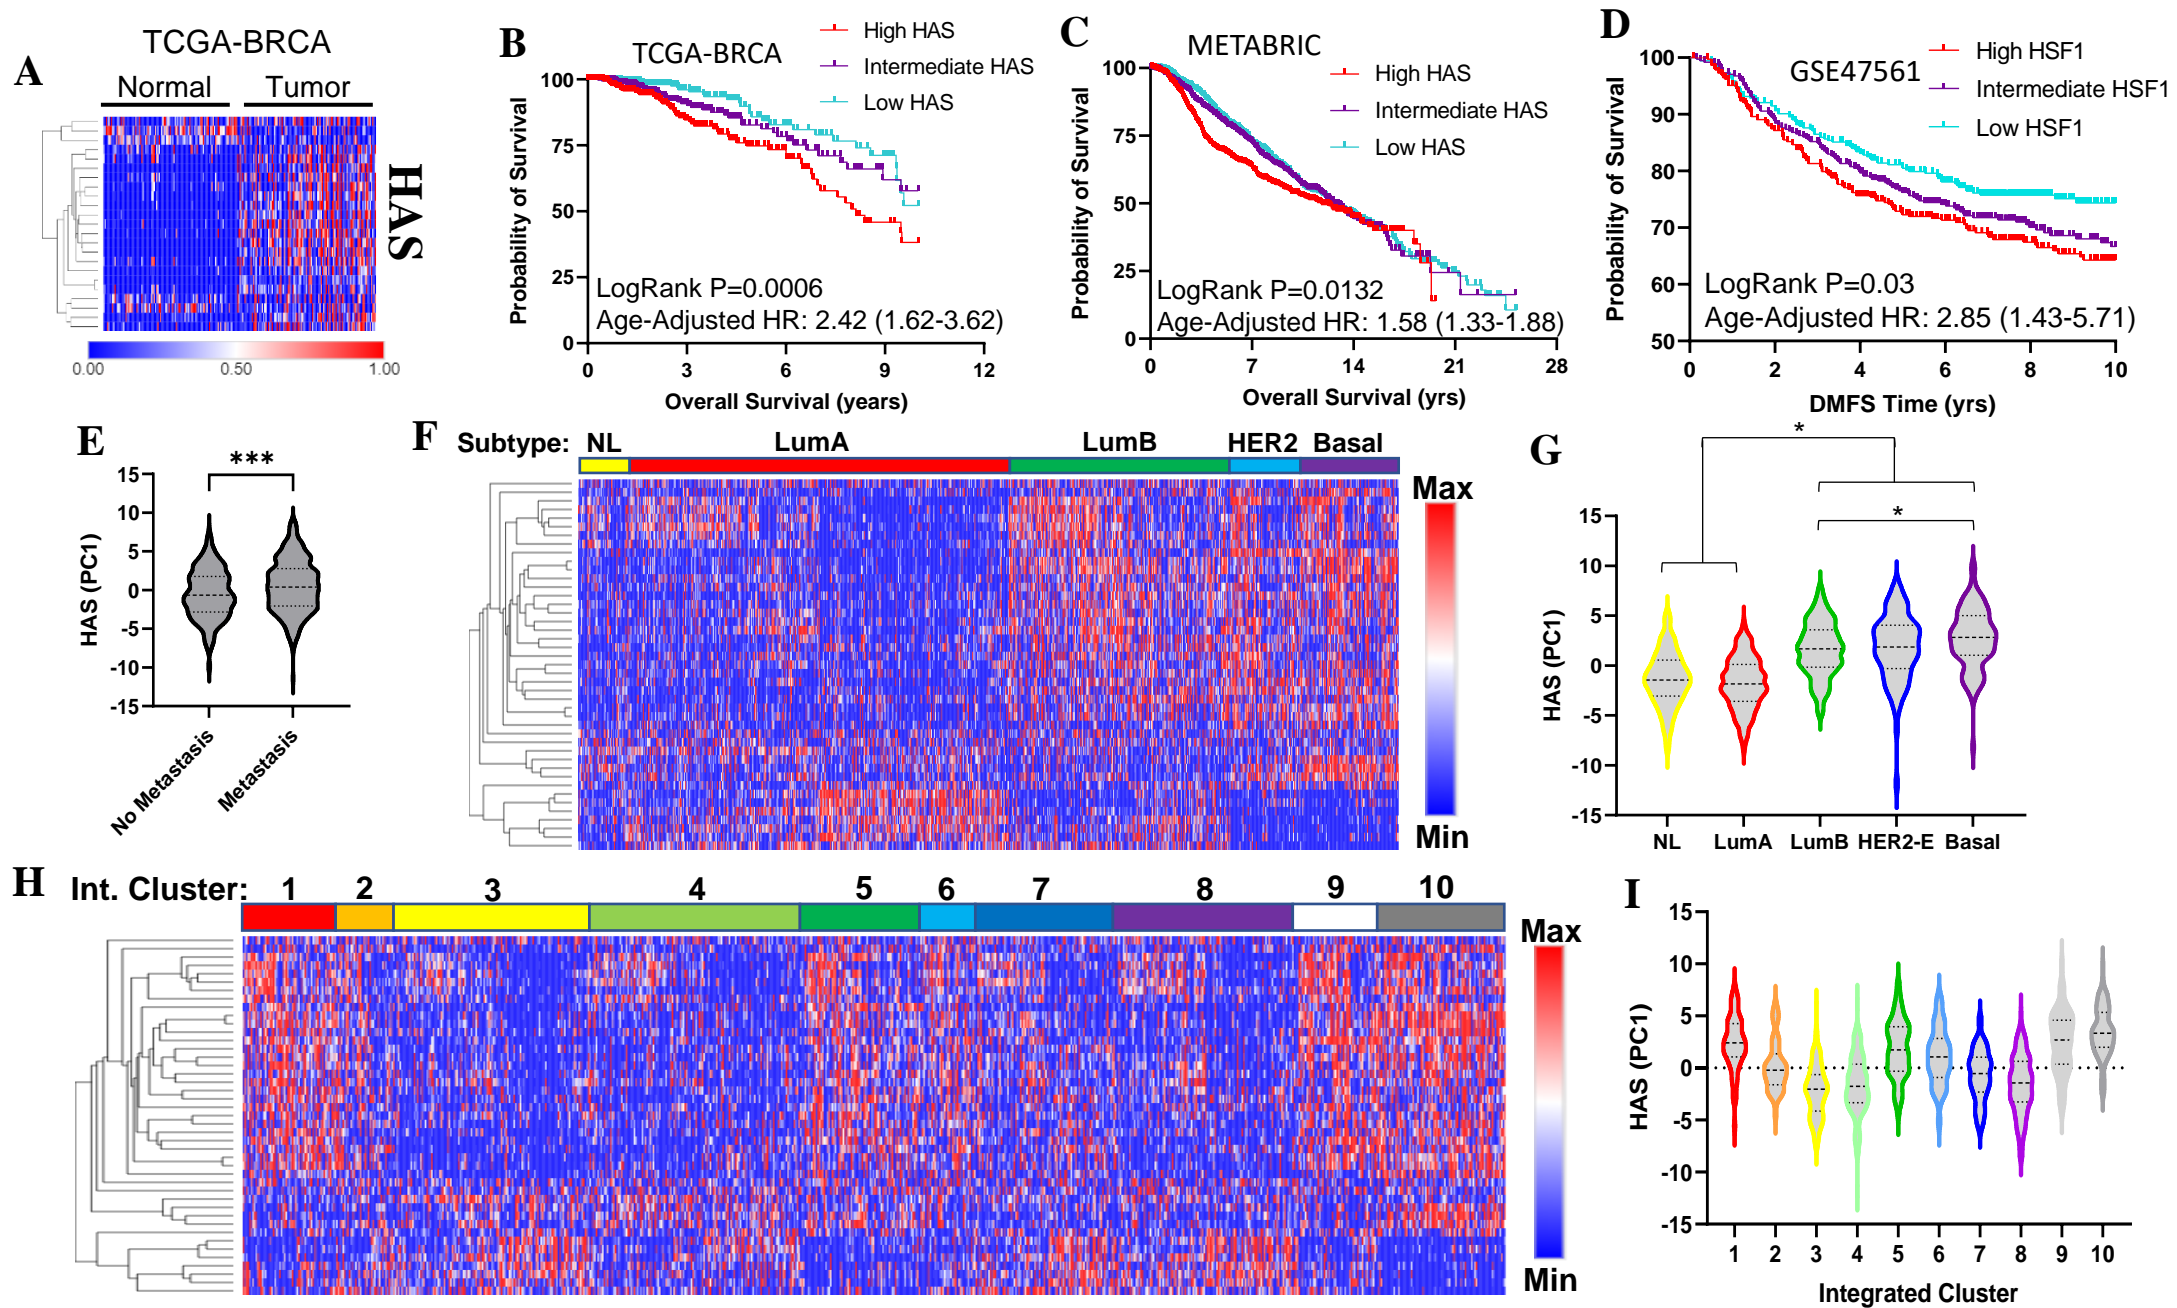 A
TCGA-BRCA
Normal Tumor
HAS
0.00 0.50 1.00
B
TCGA-BRCA
High HAS
Intermediate HAS
Low HAS
Probability of Survival
100
75
50
25
0
LogRank P=0.0006
Age-Adjusted HR: 2.42 (1.62-3.62)
0 3 6 9 12
Overall Survival (years)
C
METABRIC
High HAS
Intermediate HAS
Low HAS
Probability of Survival
100
75
50
25
0
LogRank P=0.0132
Age-Adjusted HR: 1.58 (1.33-1.88)
0 7 14 21 28
Overall Survival (yrs)
D
GSE47561
High HSF1
Intermediate HSF1
Low HSF1
Probability of Survival
100
90
80
70
60
50
LogRank P=0.03
Age-Adjusted HR: 2.85 (1.43-5.71)
0 2 4 6 8 10
DMFS Time (yrs)
E
***
HAS (PC1)
15
10
5
0
-5
-10
-15
No Metastasis
Metastasis
F
Subtype: NL LumA LumB HER2 Basal
Max
Min
G
*
*
HAS (PC1)
15
10
5
0
-5
-10
-15
NL LumA LumB HER2-E Basal
H
Int. Cluster: 1 2 3 4 5 6 7 8 9 10
Max
Min
I
HAS (PC1)
15
10
5
0
-5
-10
-15
1 2 3 4 5 6 7 8 9 10
Integrated Cluster